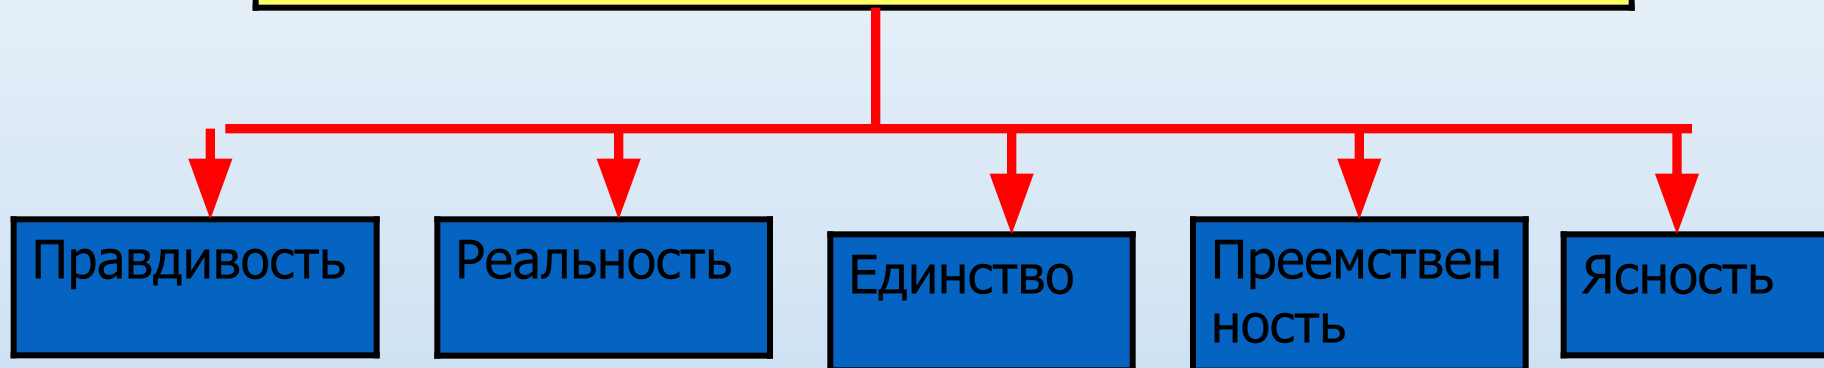 Правдивость
Реальность
Единство
Преемствен
ность
Ясность